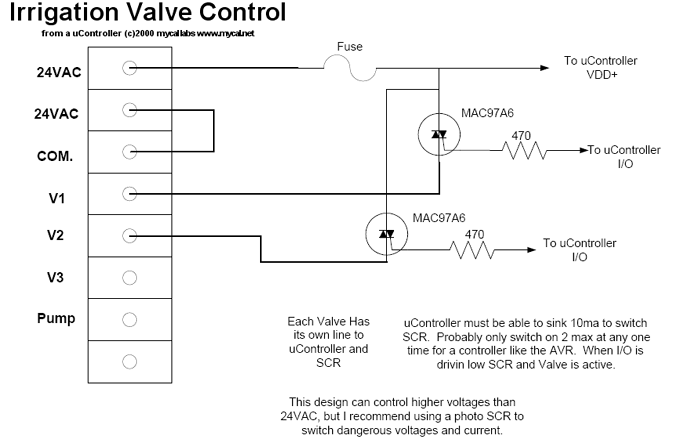 Irrigation Valve Control
from a uController (c)2000 mycallabs www.mycal.net
Fuse
24VAC
To uController
VDD+
24VAC
MAC97A6
470
COM.
To uController
I/O
V1
MAC97A6
V2
470
To uController
I/O
V3
Pump
Each Valve Has
its own line to
uController and
SCR
uController must be able to sink 10ma to switch
SCR. Probably only switch on 2 max at any one
time for a controller like the AVR. When I/O is
drivin low SCR and Valve is active.
This design can control higher voltages than
24VAC, but I recommend using a photo SCR to
switch dangerous voltages and current.